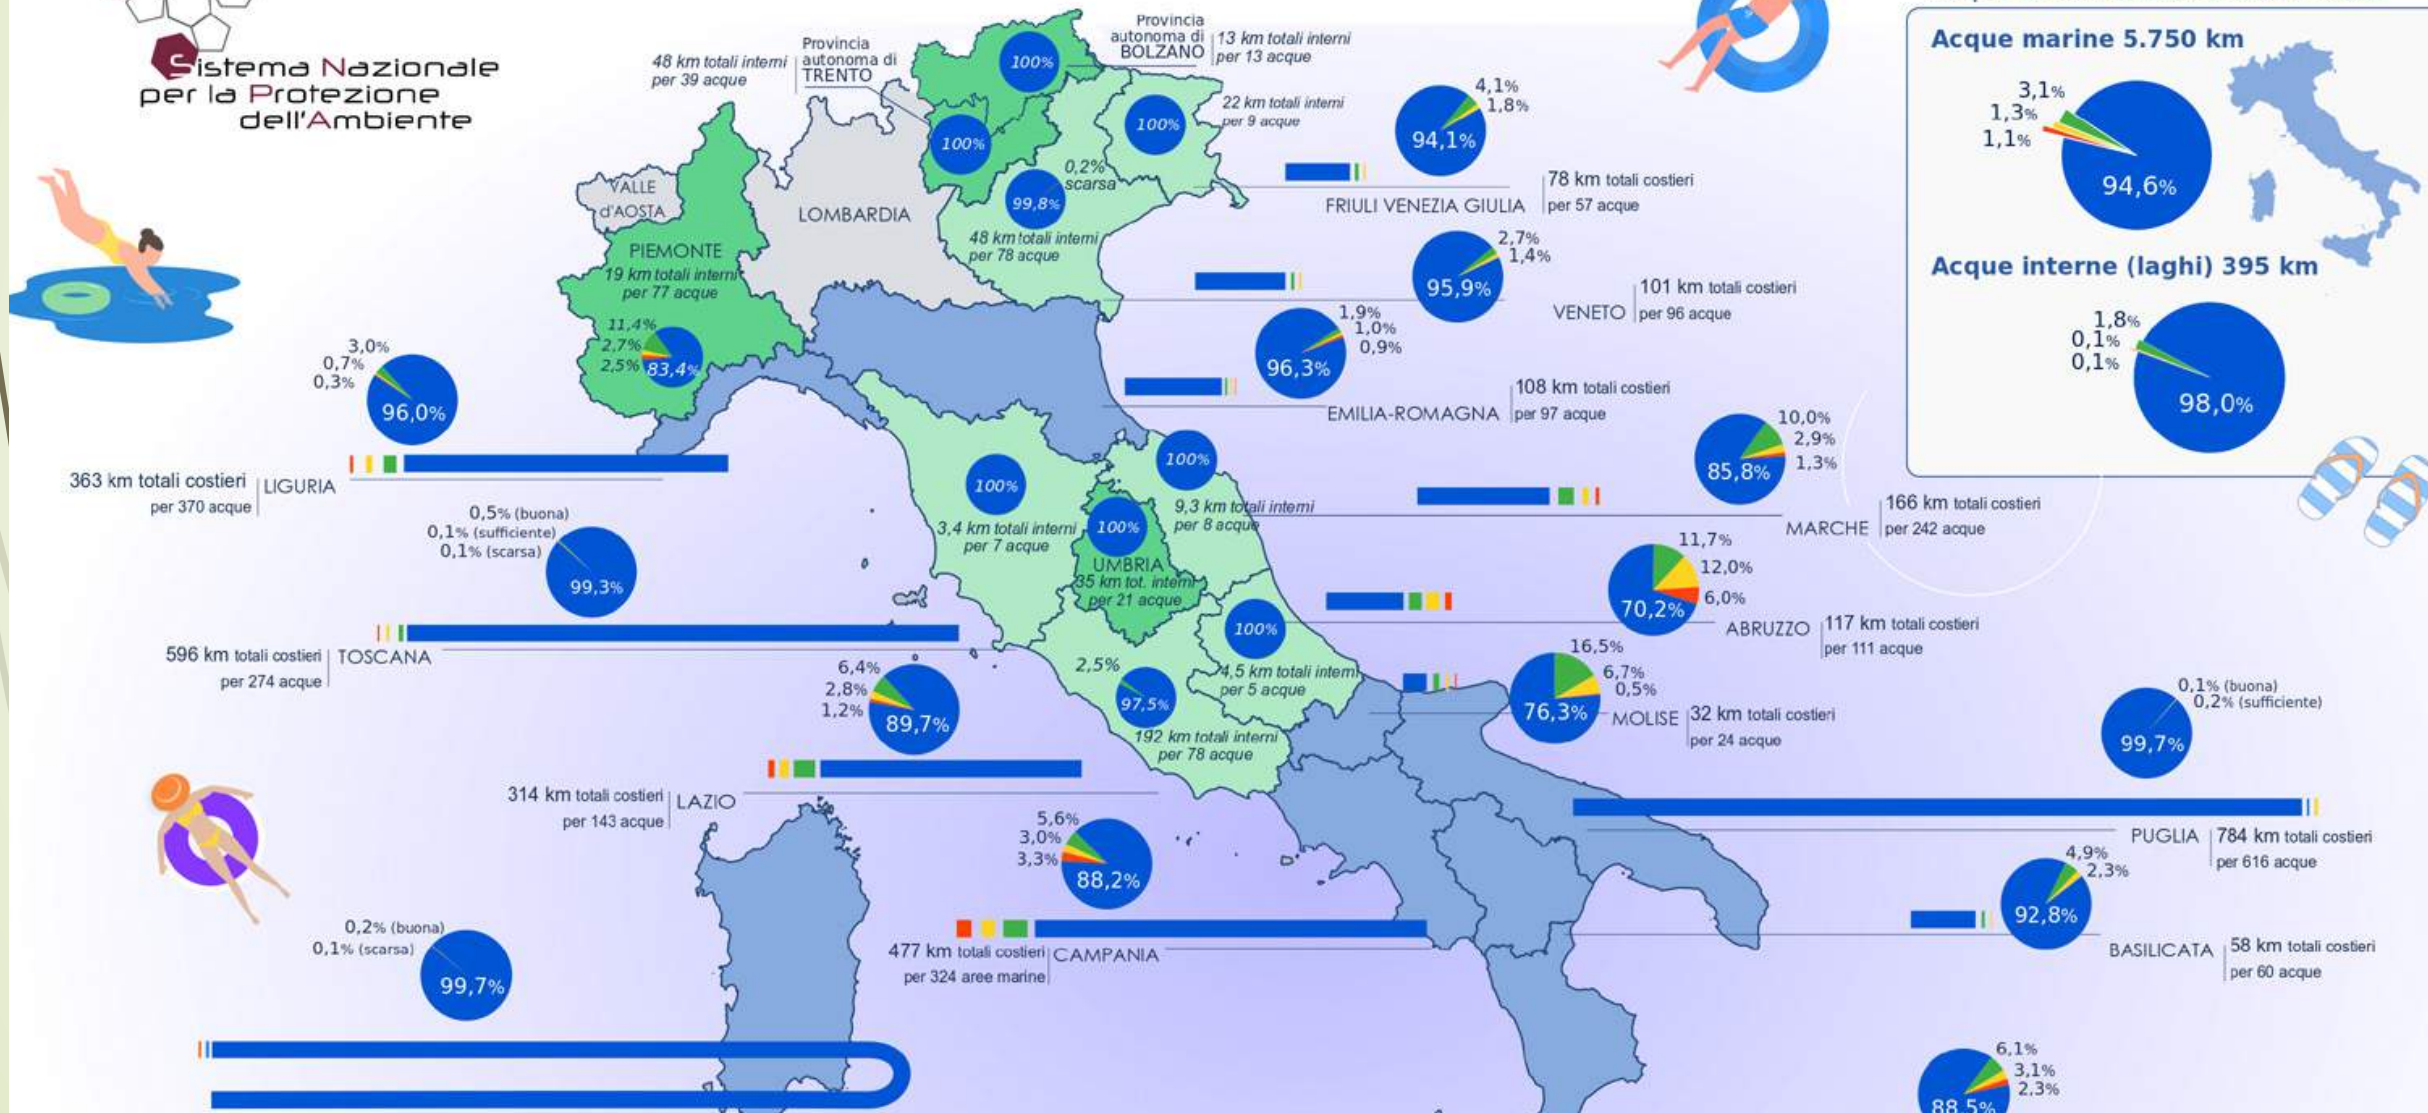 Sistema Nazionale
per la Protezione
dell'Ambiente
48 km totali interni
per 39 acque
Provincia
autonoma di
TRENTO
Provincia
autonoma di
BOLZANO
13 km totali interni
per 13 acque
100%
100%
100%
22 km totali interni
per 9 acque
4,1%
1,8%
94,1%
78 km totali costieri
per 57 acque
FRIULI VENEZIA GIULIA
Acque marine 5.750 km
3,1%
1,3%
1,1%
94,6%
Acque interne (laghi) 395 km
1,8%
0,1%
0,1%
98,0%
VALLE
d'AOSTA
LOMBARDIA
0,2%
scarsa
99,8%
48 km totali interni
per 78 acque
PIEMONTE
19 km totali interni
per 77 acque
11,4%
2,7%
2,5%
83,4%
2,7%
1,4%
95,9%
VENETO
101 km totali costieri
per 96 acque
1,9%
1,0%
0,9%
96,3%
EMILIA-ROMAGNA
108 km totali costieri
per 97 acque
3,0%
0,7%
0,3%
96,0%
363 km totali costieri
per 370 acque
LIGURIA
10,0%
2,9%
1,3%
85,8%
MARCHE
166 km totali costieri
per 242 acque
100%
9,3 km totali interni
per 8 acque
100%
3,4 km totali interni
per 7 acque
100%
UMBRIA
35 km tot. interni
per 21 acque
0,5% (buona)
0,1% (sufficiente)
0,1% (scarsa)
99,3%
596 km totali costieri
per 274 acque
TOSCANA
11,7%
12,0%
6,0%
70,2%
ABRUZZO
117 km totali costieri
per 111 acque
100%
4,5 km totali interni
per 5 acque
2,5%
97,5%
192 km totali interni
per 78 acque
16,5%
6,7%
0,5%
76,3%
MOLISE
32 km totali costieri
per 24 acque
6,4%
2,8%
1,2%
89,7%
314 km totali costieri
per 143 acque
LAZIO
0,1% (buona)
0,2% (sufficiente)
99,7%
PUGLIA
784 km totali costieri
per 616 acque
5,6%
3,0%
3,3%
88,2%
477 km totali costieri
per 324 aree marine
CAMPANIA
4,9%
2,3%
92,8%
BASILICATA
58 km totali costieri
per 60 acque
0,2% (buona)
0,1% (scarsa)
99,7%
6,1%
3,1%
2,3%
88,5%